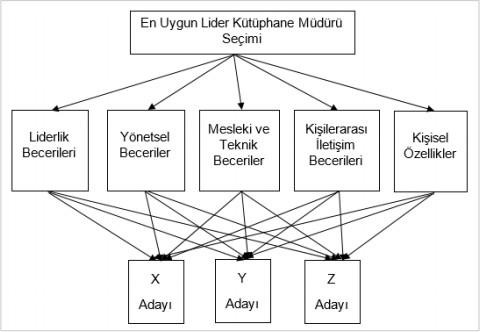 En Uygun Lider Kütüphane Müdürü
Seçimi
Liderlik
Becerileri
Yönetsel
Beceriler
Mesleki ve
Teknik
Beceriler
Kişilerarası
İletişim
Becerileri
Kişisel
Özellikler
X
Adayı
Y
Adayı
Z
Adayı